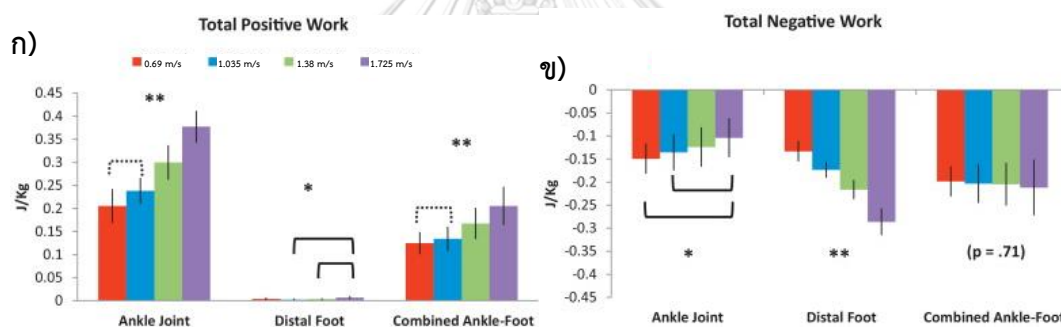 Total Positive Work
ก)
0.69 m/s 1.035 m/s 1.38 m/s 1.725 m/s
0.45
0.4
0.35
0.3
0.25
0.2
0.15
0.1
0.05
0
J/Kg
**
*
**
Ankle Joint Distal Foot Combined Ankle-Foot
Total Negative Work
ข)
0
-0.05
-0.1
-0.15
-0.2
-0.25
-0.3
-0.35
-0.4
-0.45
J/Kg
* ** (p = .71)
Ankle Joint Distal Foot Combined Ankle-Foot